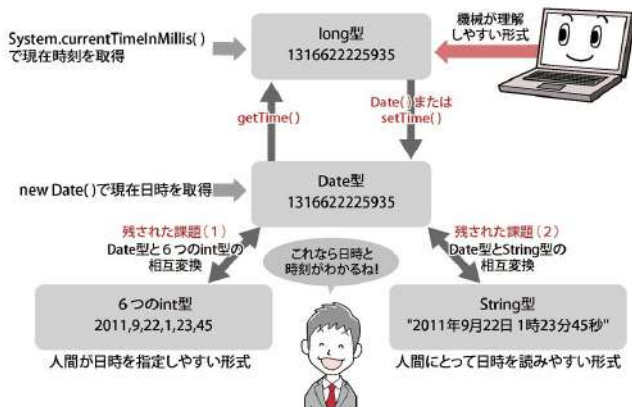 System.currentTimeInMillis()
で現在時刻を取得
long型
1316622225935
機械が理解
しやすい形式
getTime()
Date()または
setTime()
new Date()で現在日時を取得
Date型
1316622225935
残された課題(1)
Date型と6つのint型の
相互変換
残された課題(2)
Date型とString型の
相互変換
これなら日時と
時刻がわかるね!
6つのint型
2011,9,22,1,23,45
String型
"2011年9月22日 1時23分45秒"
人間が日時を指定しやすい形式
人間にとって日時を読みやすい形式